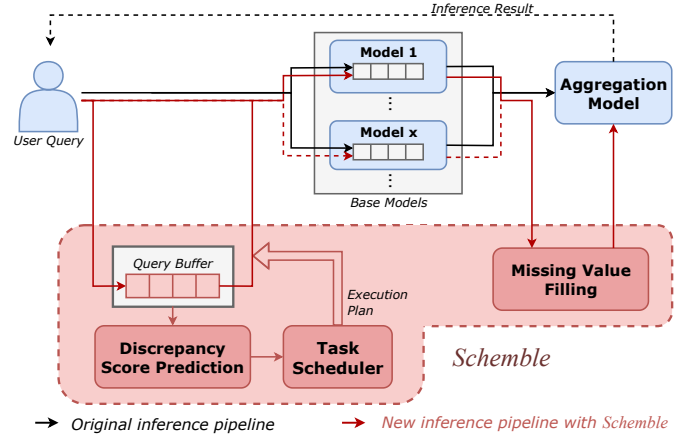 Inference Result
Model 1
Aggregation
Model
User Query
Model x
Base Models
Query Buffer
Missing Value
Filling
Execution
Plan
Discrepancy
Score Prediction
Task
Scheduler
Schemble
Original inference pipeline
New inference pipeline with Schemble